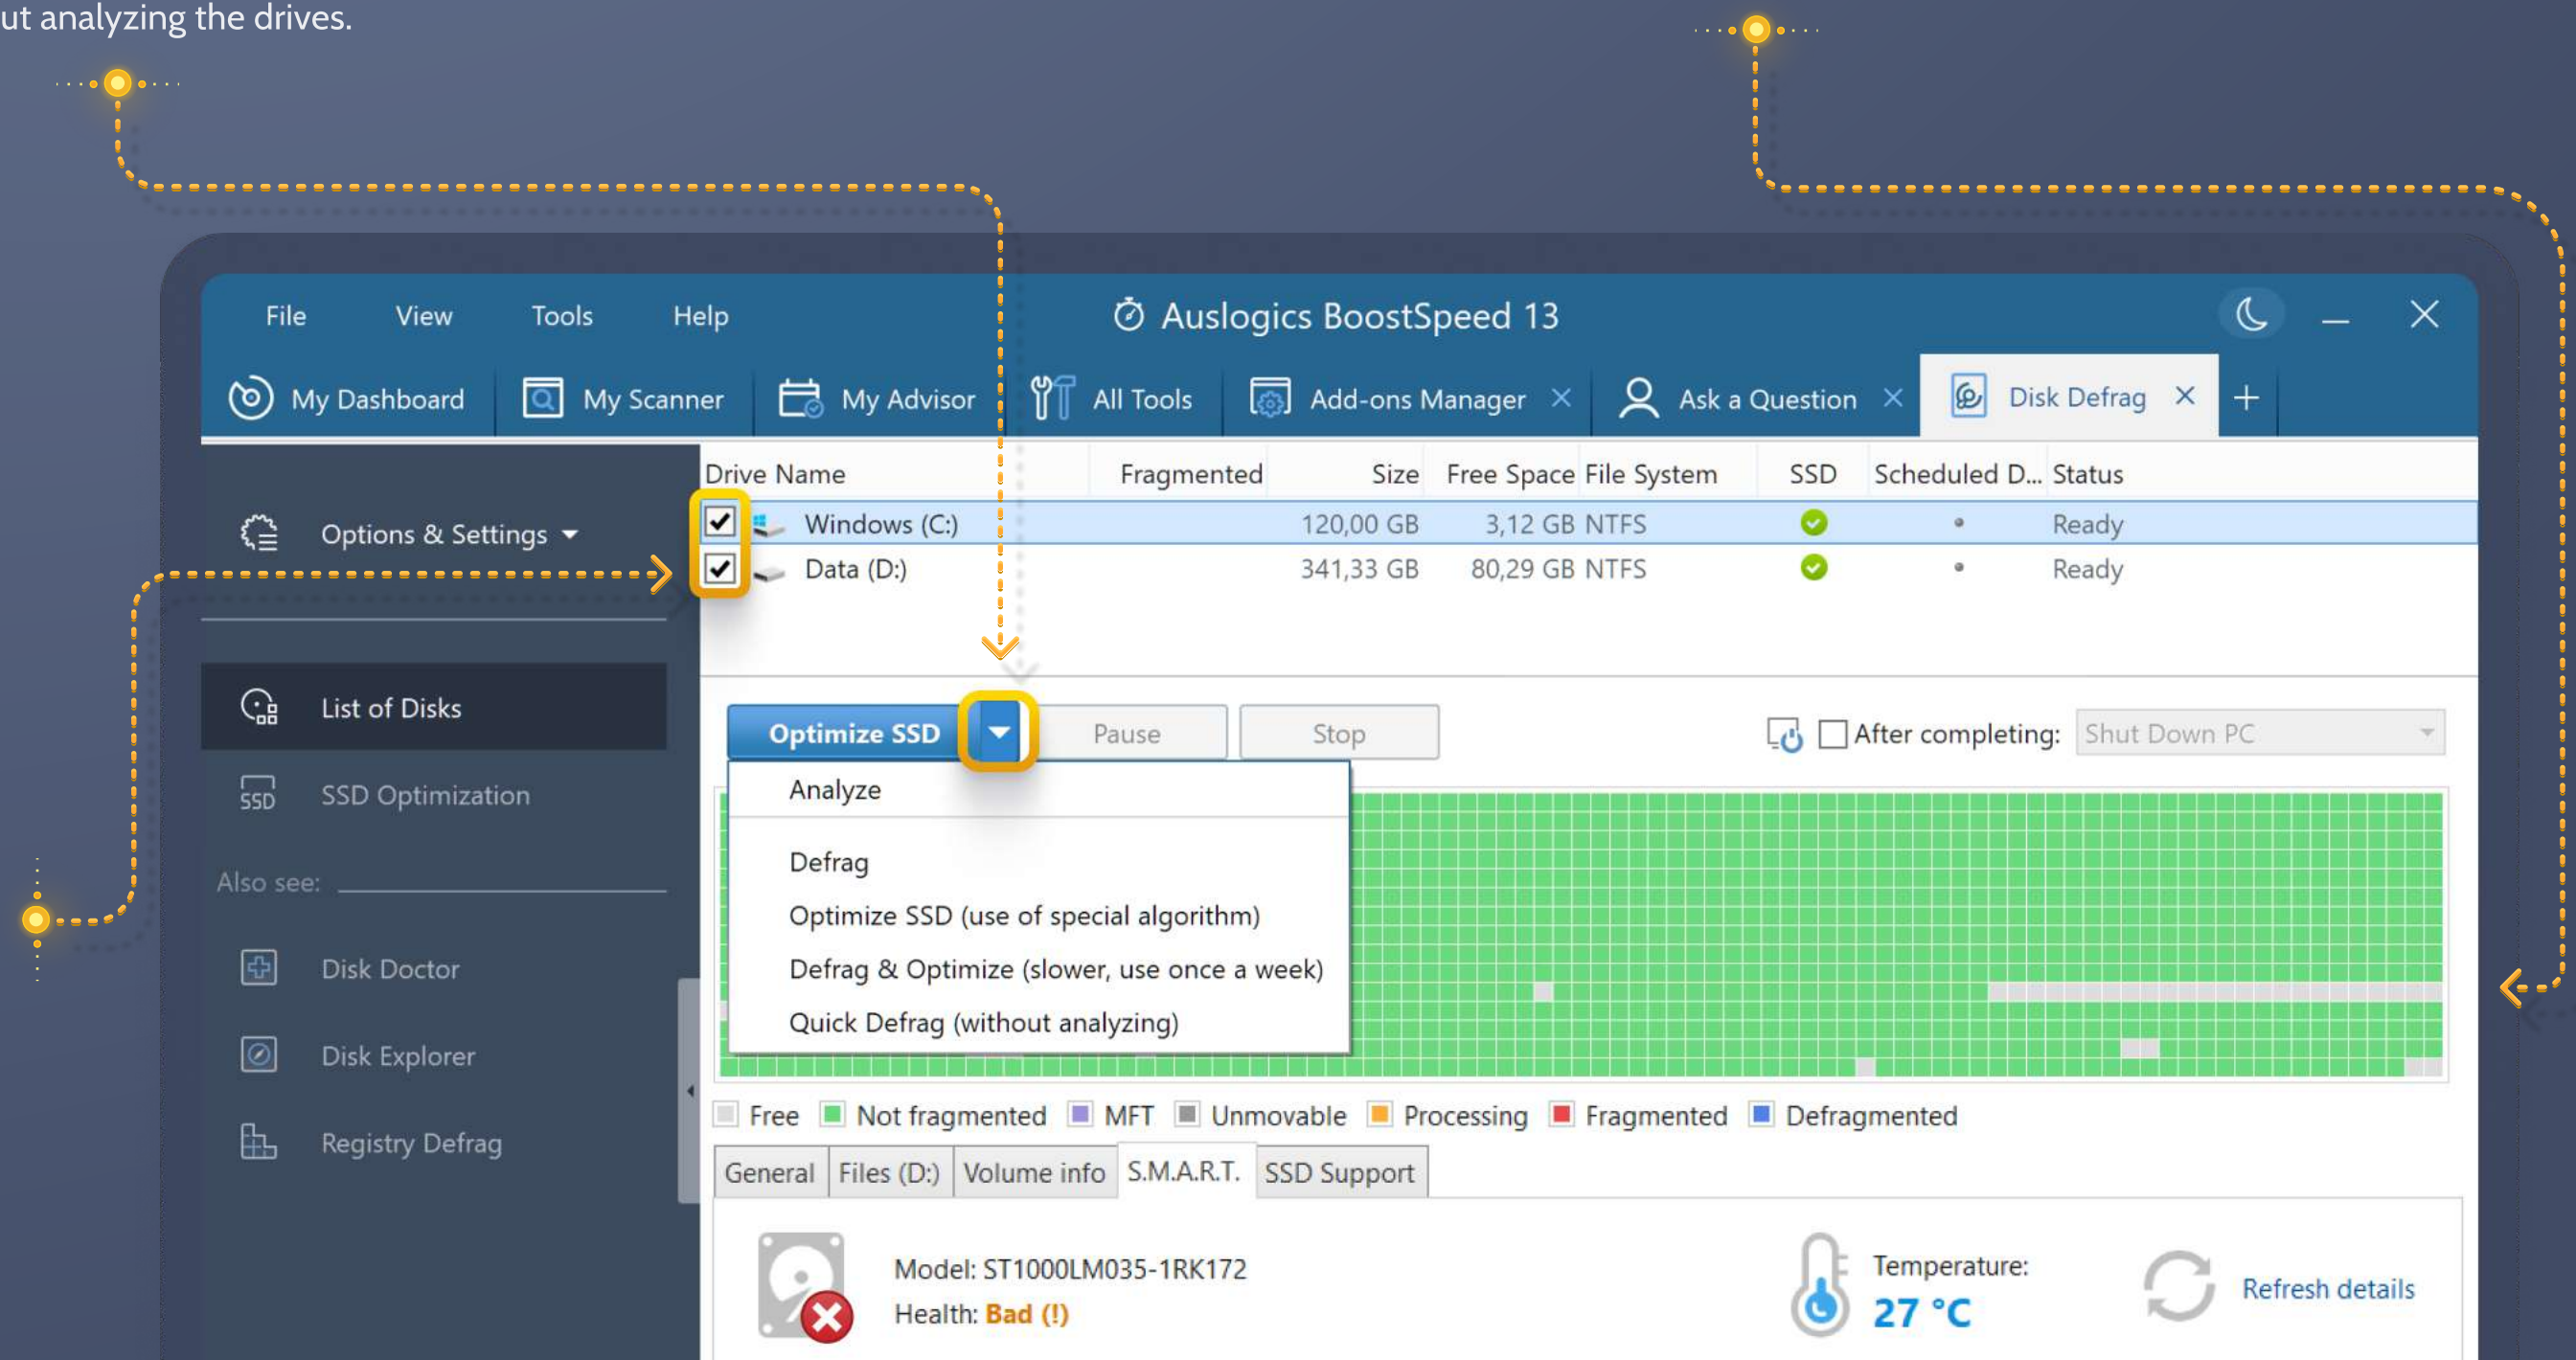 ut analyzing the drives.
File View Tools Help Auslogics BoostSpeed 13
My Dashboard My Scanner My Advisor All Tools Add-ons Manager Ask a Question Disk Defrag
Drive Name Fragmented Size Free Space File System SSD Scheduled D... Status
Windows (C:) 120,00 GB 3,12 GB NTFS Ready
Data (D:) 341,33 GB 80,29 GB NTFS Ready
Options & Settings
List of Disks
SSD
SSD Optimization
Also see:
Disk Doctor
Disk Explorer
Registry Defrag
Optimize SSD Pause Stop After completing: Shut Down PC
Analyze
Defrag
Optimize SSD (use of special algorithm)
Defrag & Optimize (slower, use once a week)
Quick Defrag (without analyzing)
Free Not fragmented MFT Unmovable Processing Fragmented Defragmented
General Files (D:) Volume info S.M.A.R.T. SSD Support
Model: ST1000LM035-1RK172
Health: Bad (!)
Temperature:
27 °C
Refresh details